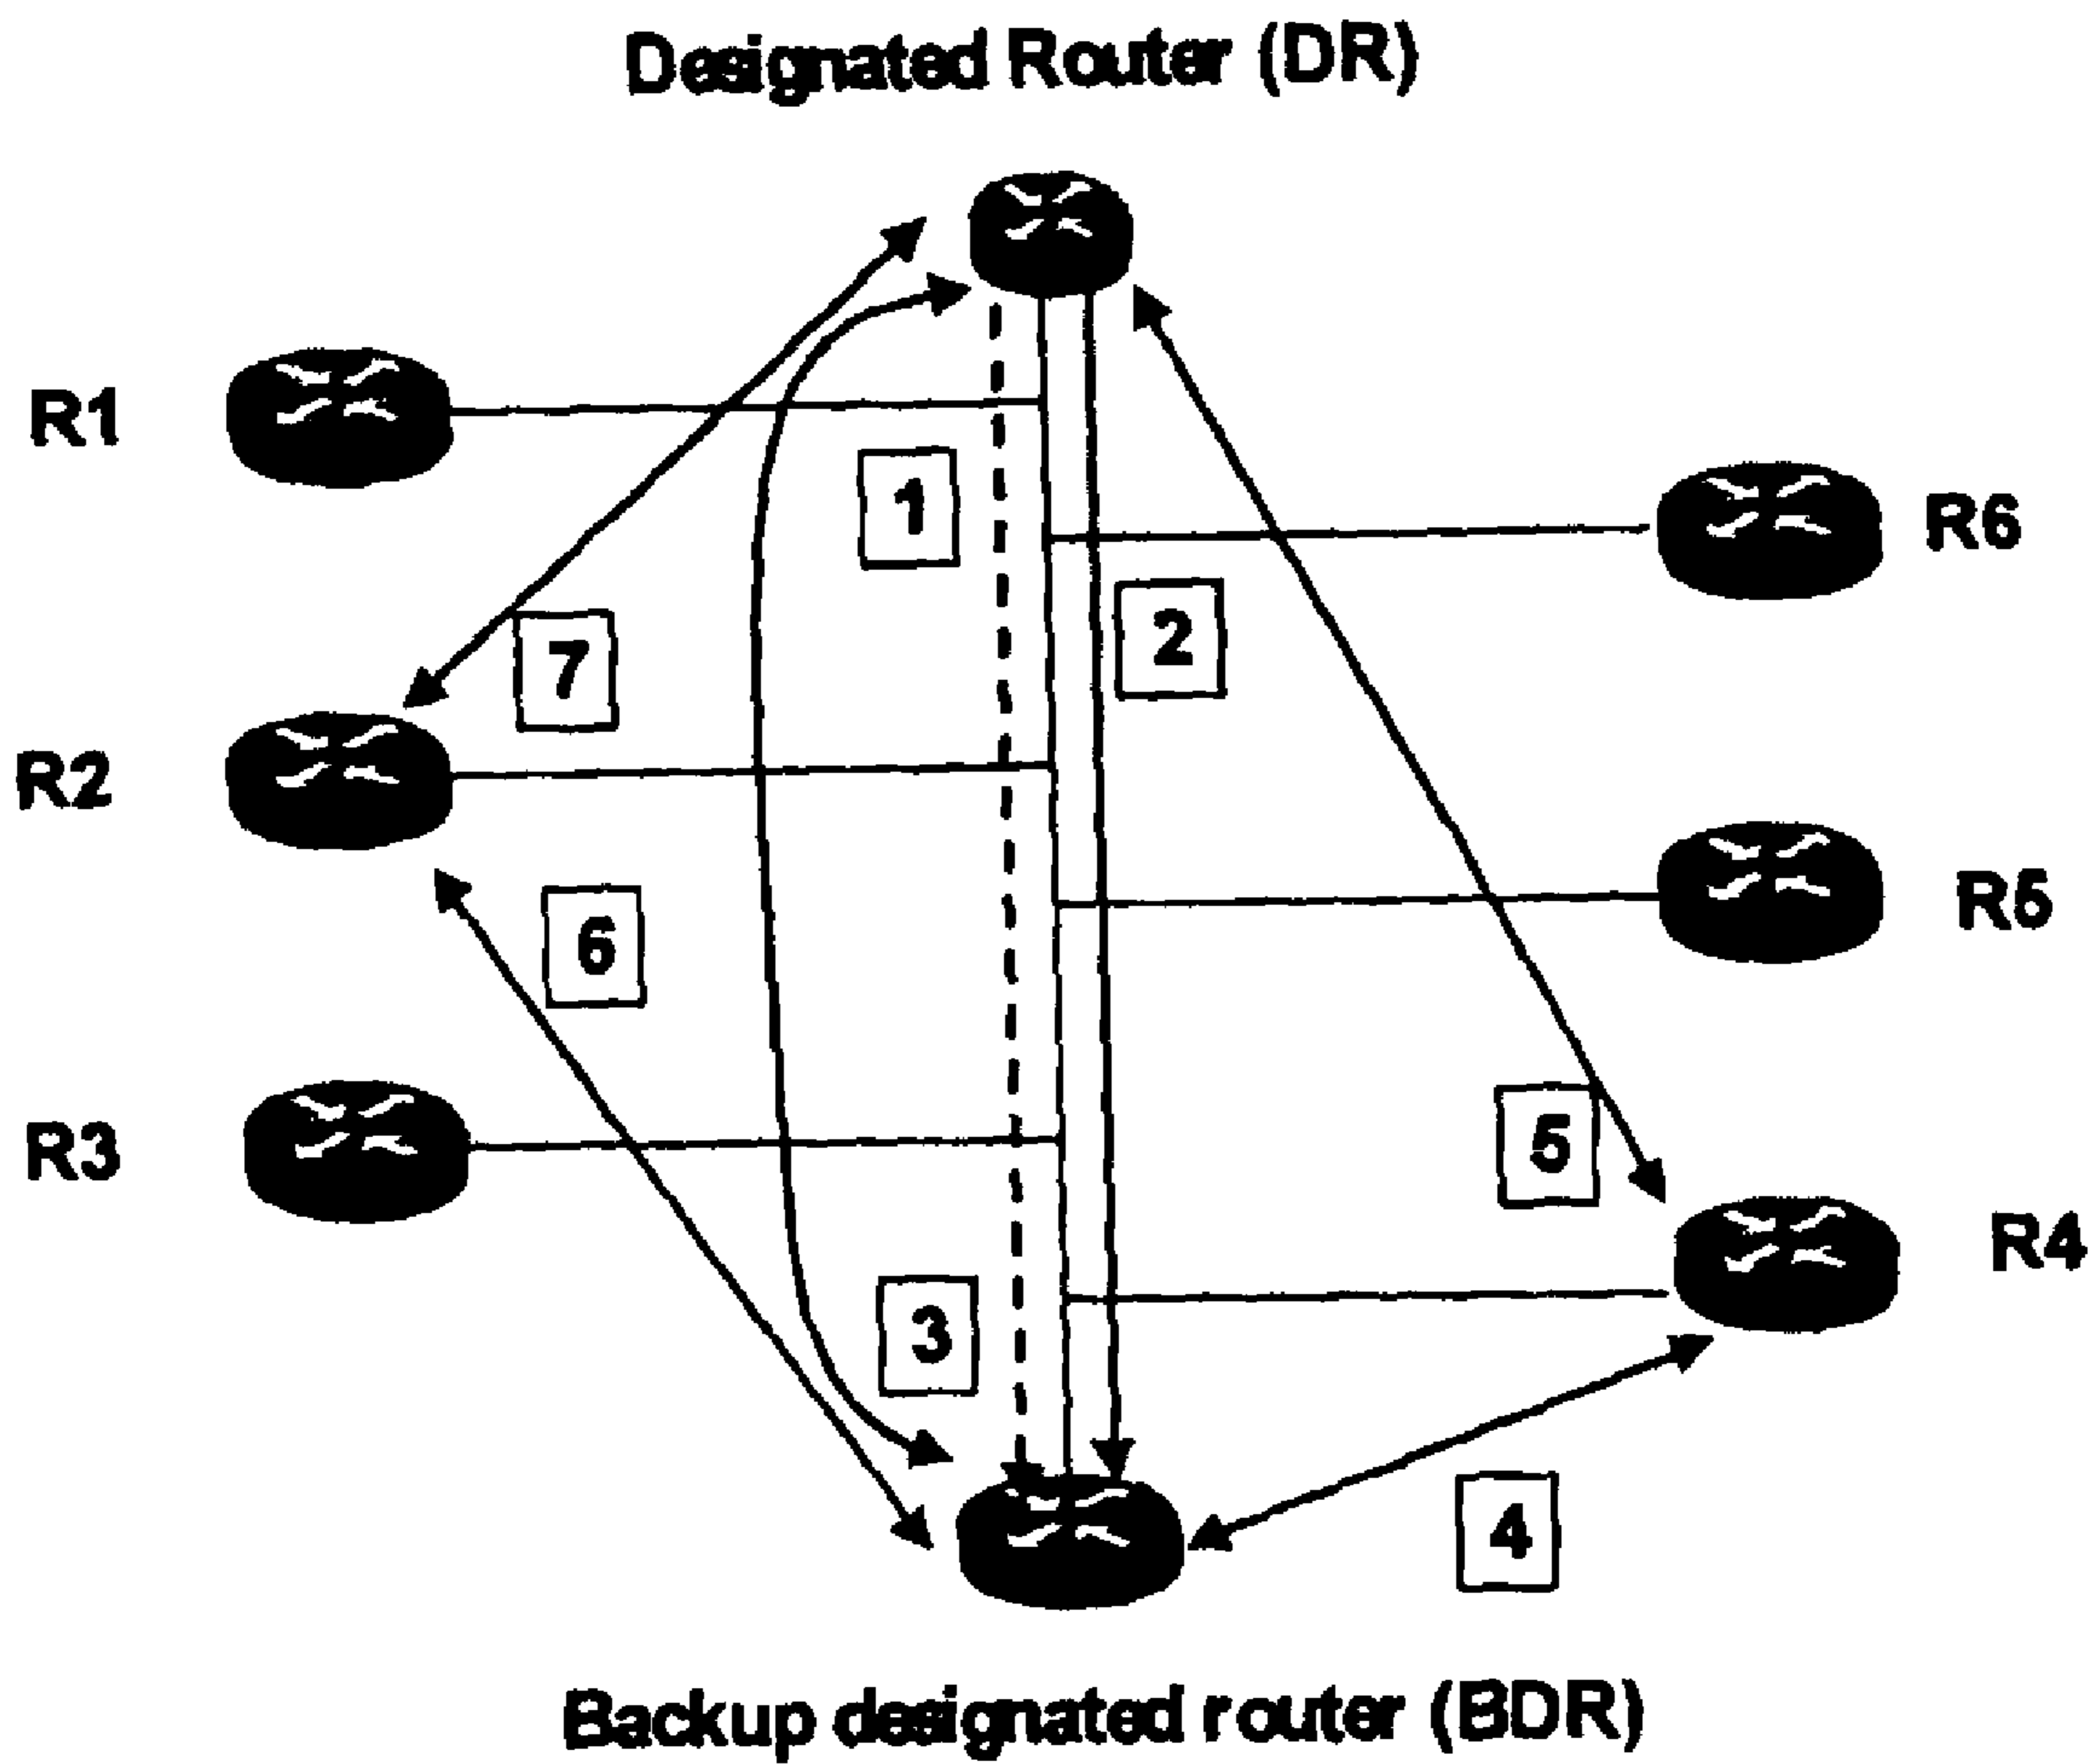 Designated Router (DR)
R1
1
R6
2
7
R2
6
R5
R3
5
R4
3
4
Backup designated router (BDR)